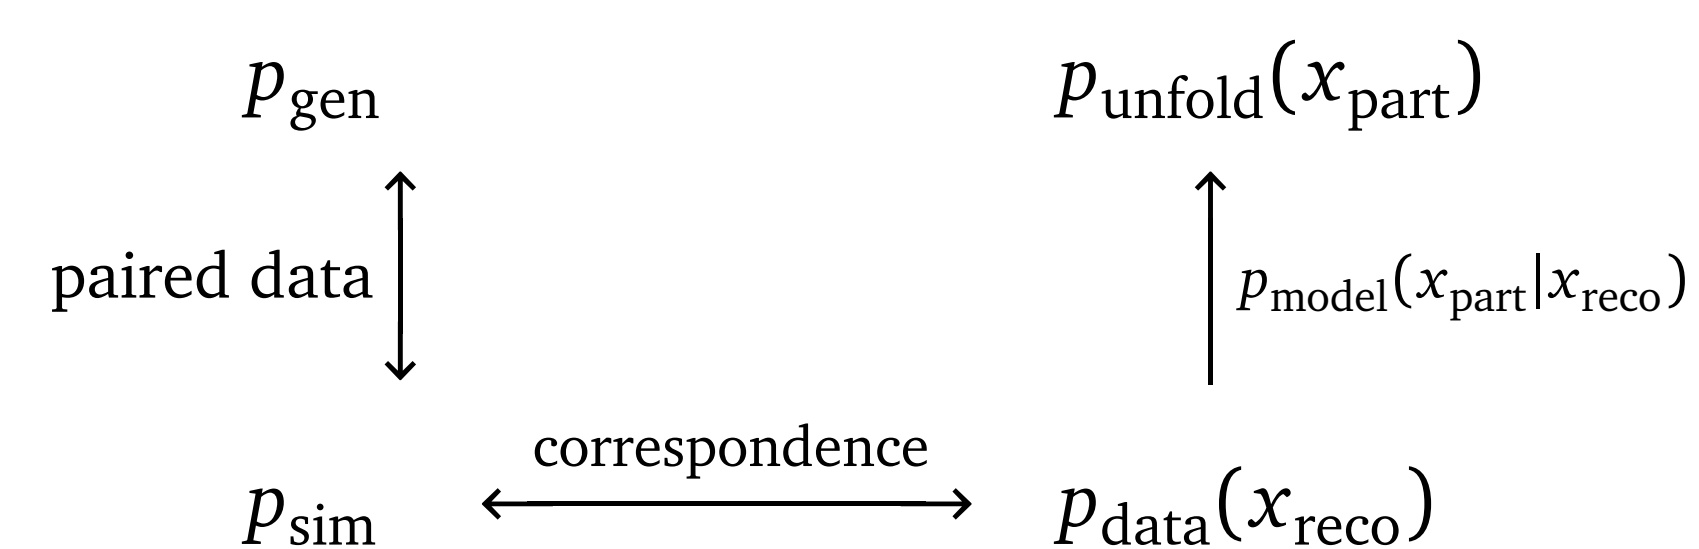 p_gen
p_unfold(x_part)
paired data
p_model(x_part|x_reco)
correspondence
p_sim
p_data(x_reco)